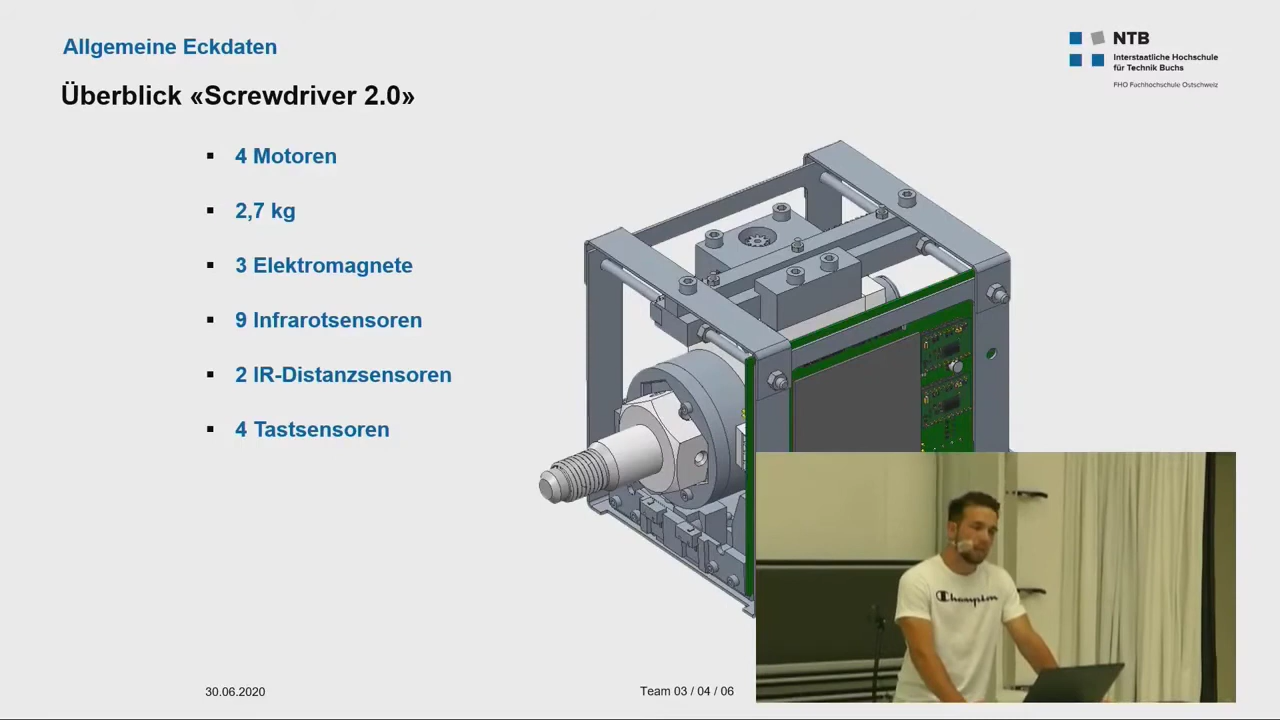 Allgemeine Eckdaten
NTB
Interstaatliche Hochschule
für Technik Buchs
FHO Fachhochschule Ostschweiz
Überblick «Screwdriver 2.0»
▪ 4 Motoren
▪ 2,7 kg
▪ 3 Elektromagnete
▪ 9 Infrarotsensoren
▪ 2 IR-Distanzsensoren
▪ 4 Tastsensoren
Champion
30.06.2020
Team 03 / 04 / 06